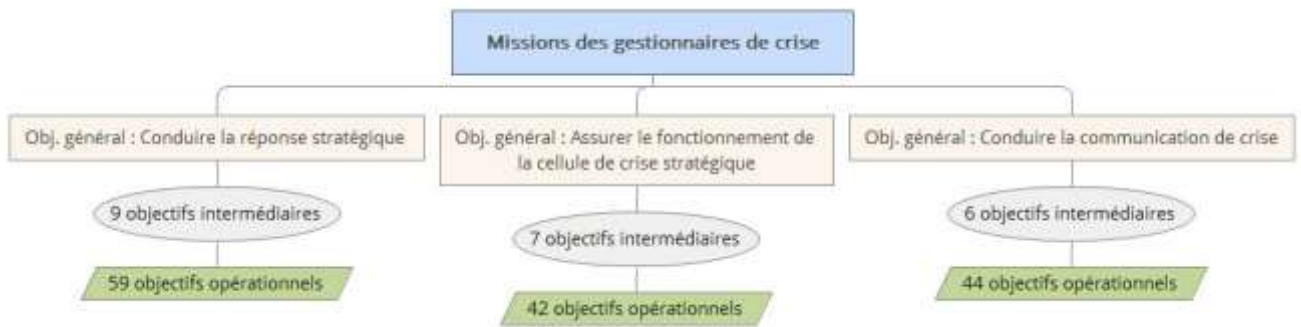 Missions des gestionnaires de crise
Obj. général : Conduire la réponse stratégique
Obj. général : Assurer le fonctionnement de
la cellule de crise stratégique
Obj. général : Conduire la communication de crise
9 objectifs intermédiaires
7 objectifs intermédiaires
6 objectifs intermédiaires
59 objectifs opérationnels
42 objectifs opérationnels
44 objectifs opérationnels